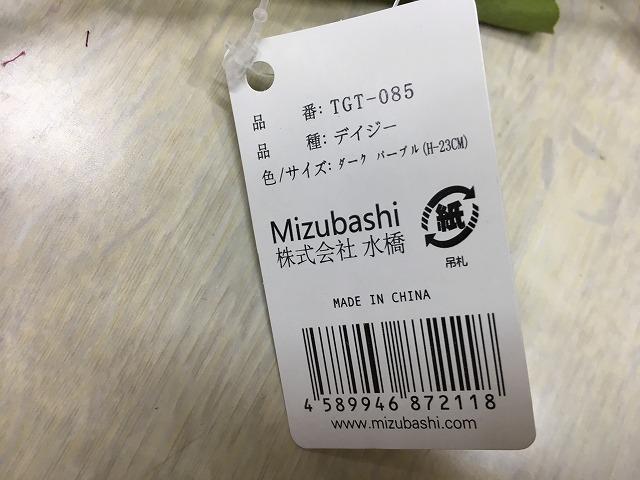 品 番: TGT-085
品 種: デイジー
色/サイズ: ダーク パープル(H-23CM)
Mizubashi
株式会社 水橋
紙
吊札
MADE IN CHINA
4 589946 872118
www.mizubashi.com